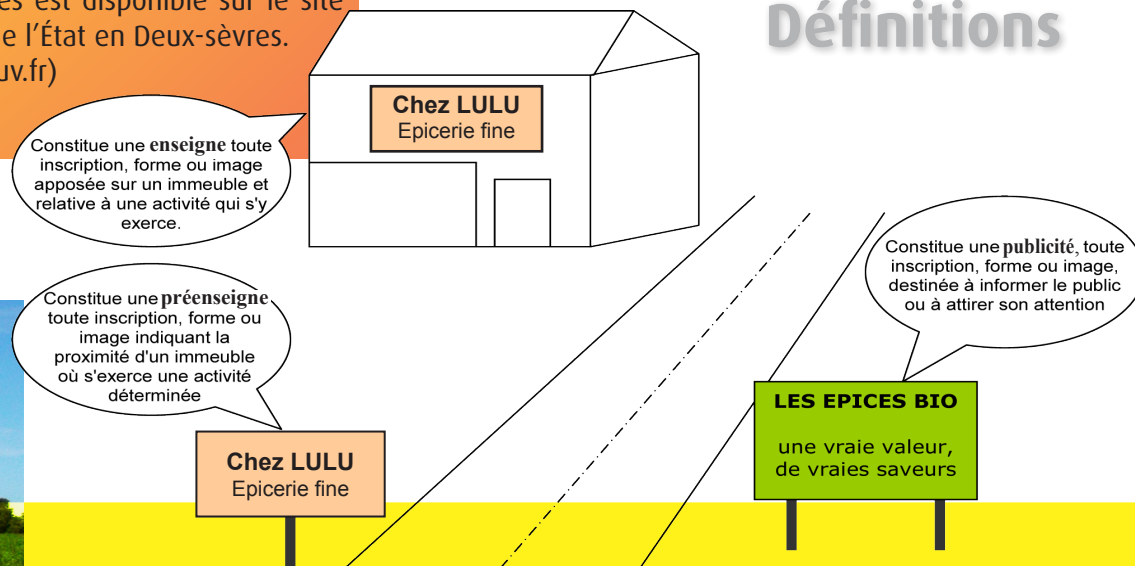 es est disponible sur le site
e l'État en Deux-sèvres.
uv.fr)
Définitions
Chez LULU
Epicerie fine
Constitue une enseigne toute
inscription, forme ou image
apposée sur un immeuble et
relative à une activité qui s'y
exerce.
Constitue une publicité, toute
inscription, forme ou image,
destinée à informer le public
ou à attirer son attention
Constitue une préenseigne
toute inscription, forme ou
image indiquant la
proximité d'un immeuble
où s'exerce une activité
déterminée
LES EPICES BIO
une vraie valeur,
de vraies saveurs
Chez LULU
Epicerie fine